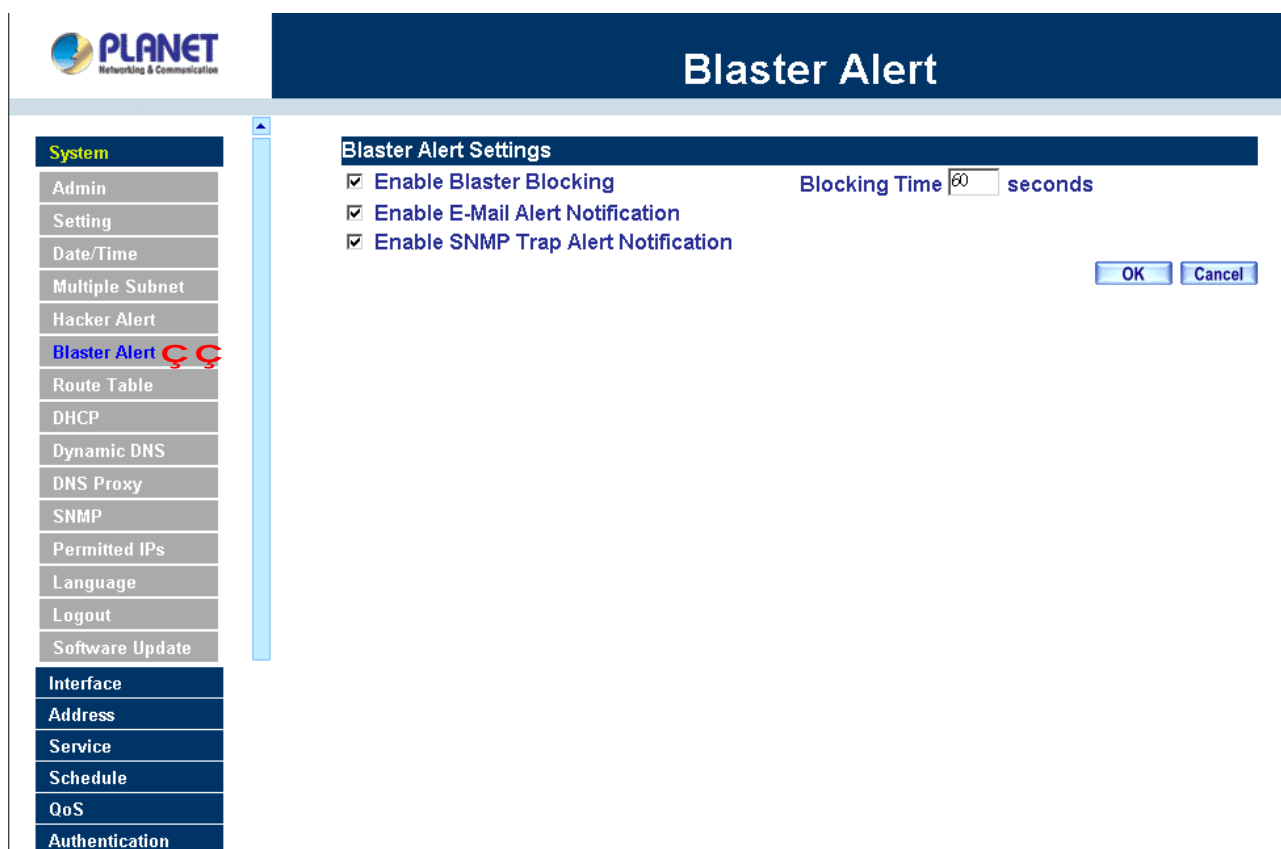 PLANET
Networking & Communication
Blaster Alert
System
Admin
Setting
Date/Time
Multiple Subnet
Hacker Alert
Blaster Alert Ç Ç
Route Table
DHCP
Dynamic DNS
DNS Proxy
SNMP
Permitted IPs
Language
Logout
Software Update
Interface
Address
Service
Schedule
QoS
Authentication
Blaster Alert Settings
Enable Blaster Blocking Blocking Time 60 seconds
Enable E-Mail Alert Notification
Enable SNMP Trap Alert Notification
OK Cancel